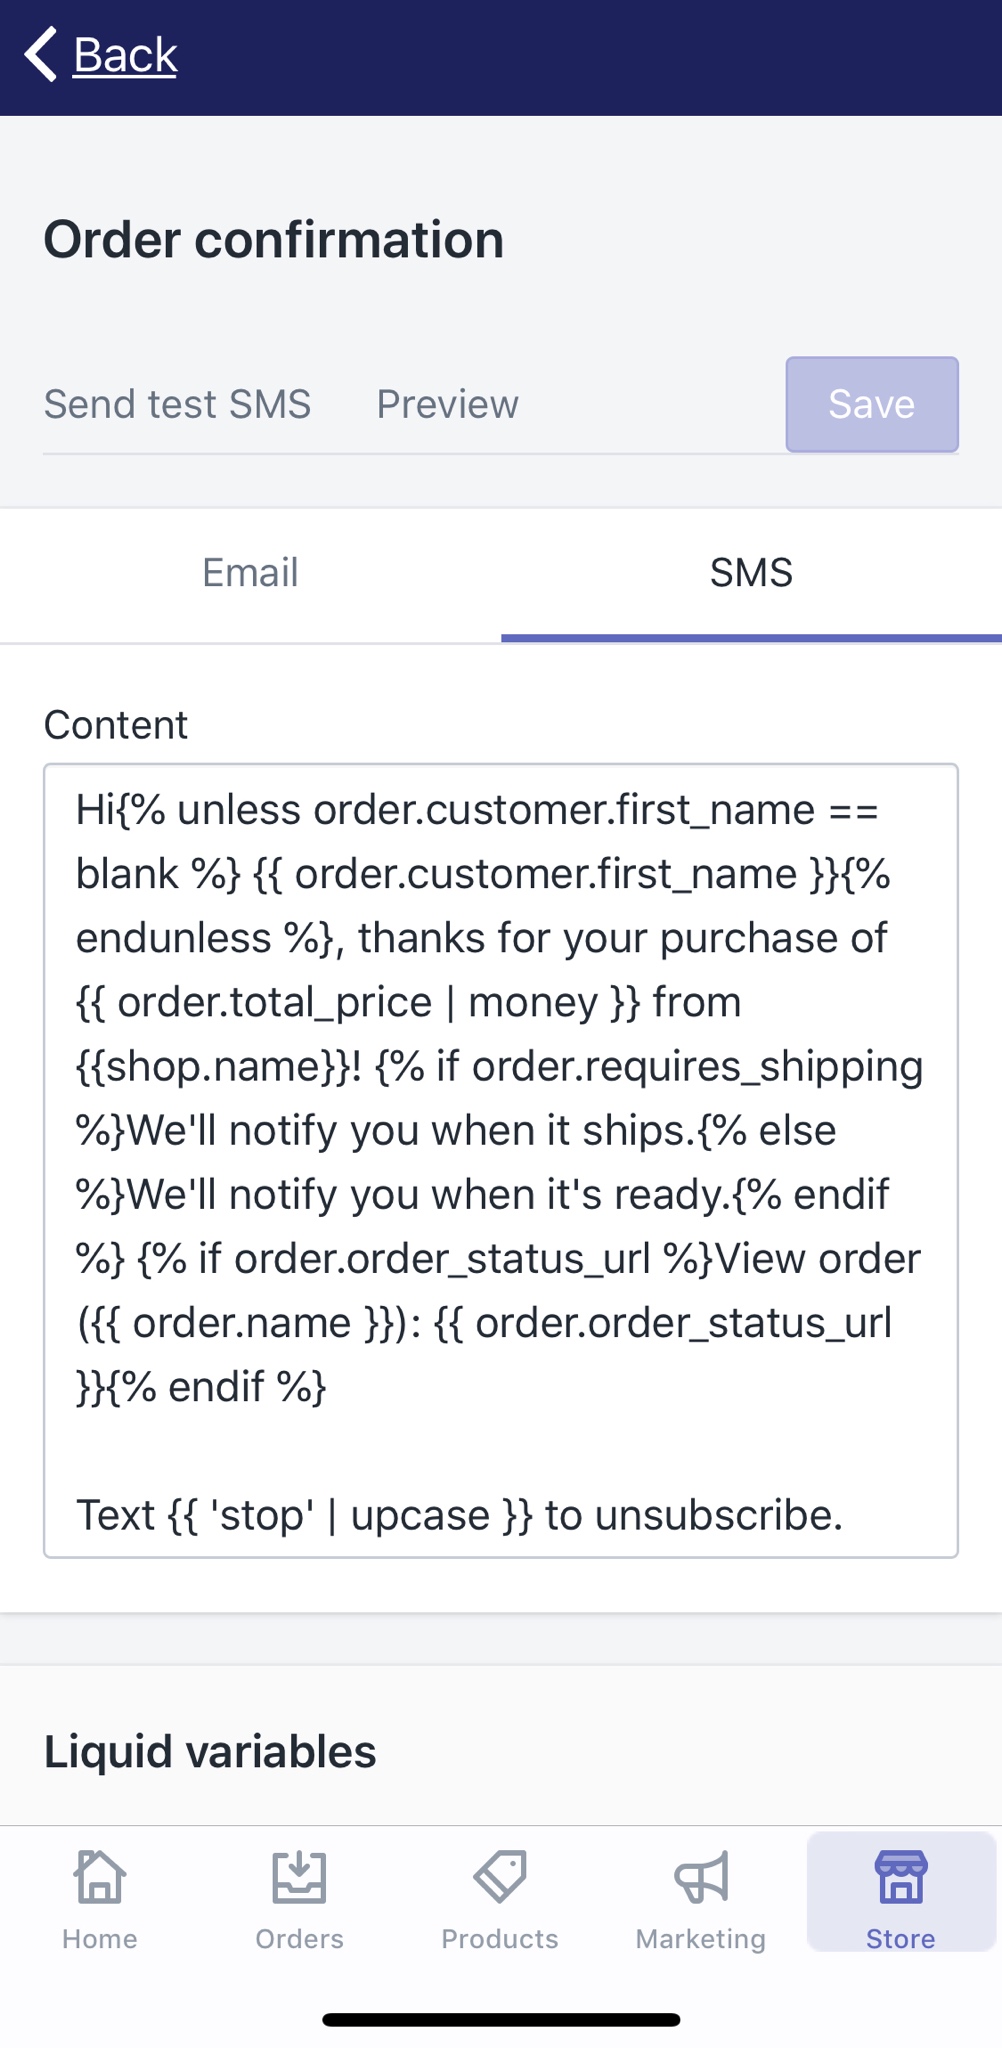 Back
Order confirmation
Send test SMS Preview Save
Email SMS
Content
Hi{% unless order.customer.first_name ==
blank %} {{ order.customer.first_name }}{%
endunless %}, thanks for your purchase of
{{ order.total_price | money }} from
{{shop.name}}! {% if order.requires_shipping
%}We'll notify you when it ships.{% else
%}We'll notify you when it's ready.{% endif
%} {% if order.order_status_url %}View order
({{ order.name }}): {{ order.order_status_url
}}{% endif %}
Text {{ 'stop' | upcase }} to unsubscribe.
Liquid variables
Home Orders Products Marketing Store